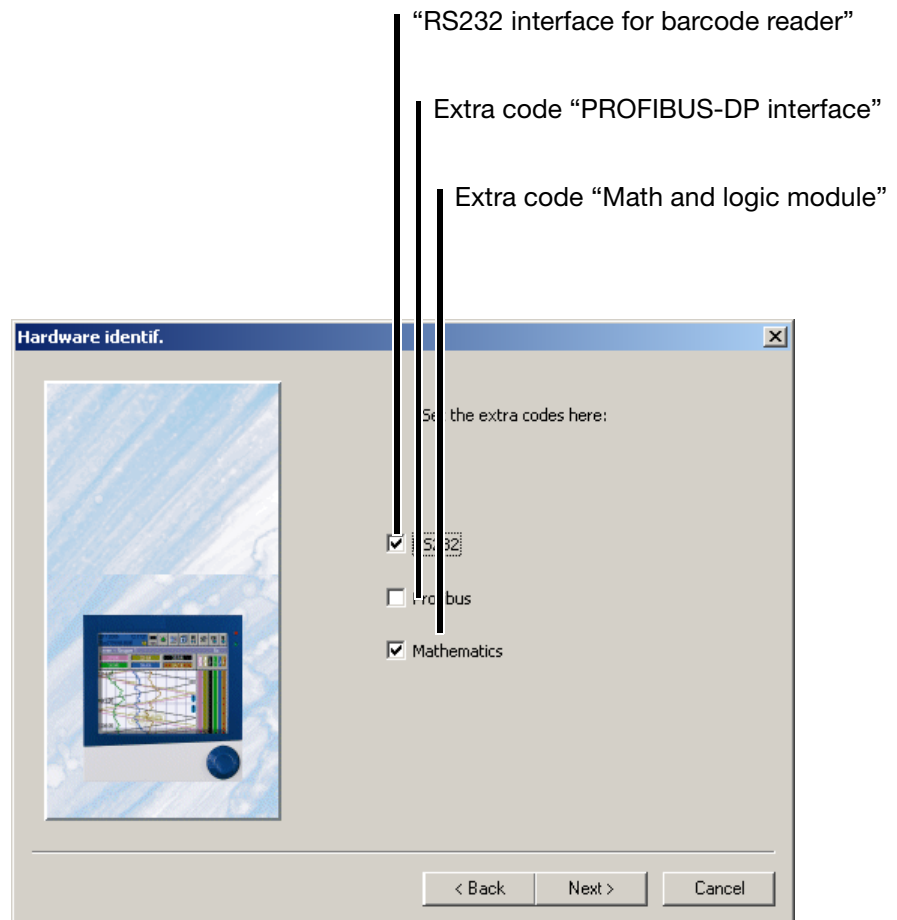 “RS232 interface for barcode reader”
Extra code “PROFIBUS-DP interface”
Extra code “Math and logic module”
Hardware identif.
Set the extra codes here:
RS232
Profibus
Mathematics
< Back
Next >
Cancel